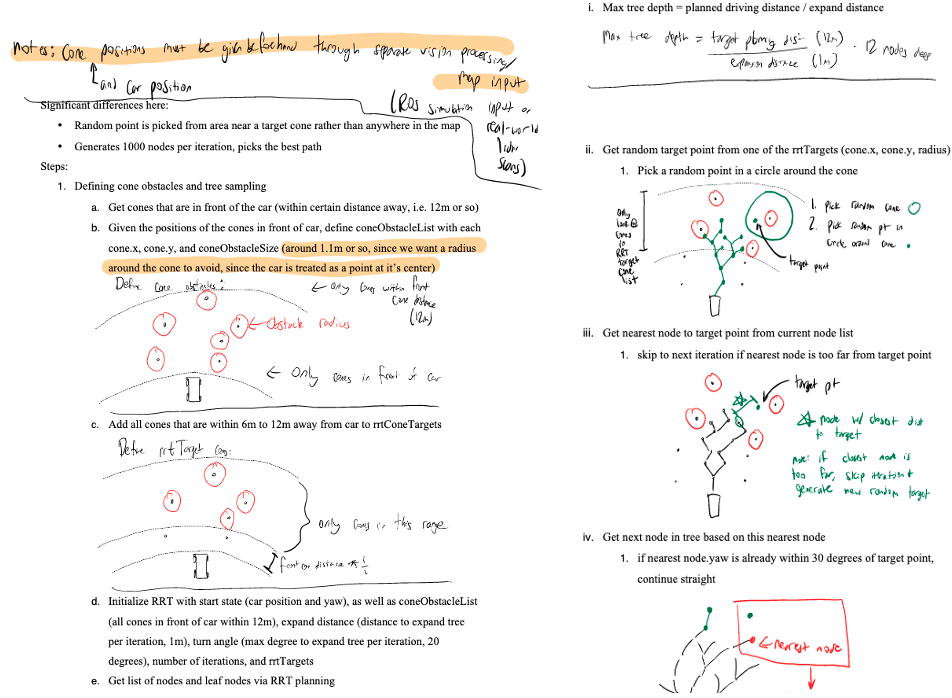 notes: Cone positions must be given beforehand through separate vision processing/
map input
and car position
(ROS simulation input or
real-world
lidar
scans)
Significant differences here:
• Random point is picked from area near a target cone rather than anywhere in the map
• Generates 1000 nodes per iteration, picks the best path
Steps:
1. Defining cone obstacles and tree sampling
a. Get cones that are in front of the car (within certain distance away, i.e. 12m or so)
b. Given the positions of the cones in front of the car, define coneObstacleList with each
cone.x, cone.y, and coneObstacleSize (around 1.1m or so, since we want a radius
around the cone to avoid, since the car is treated as a point at it's center)
Define cone obstacles:
← only cones within front
cone distance
(12m)
← obstacle radius
← Only cones in front of car
c. Add all cones that are within 6m to 12m away from car to rrtConeTargets
Define rrtTarget cones:
only cones in this range
front cone distance * 1/2
d. Initialize RRT with start state (car position and yaw), as well as coneObstacleList
(all cones in front of car within 12m), expand distance (distance to expand tree
per iteration, 1m), turn angle (max degree to expand tree per iteration, 20
degrees), number of iterations, and rrtTargets
e. Get list of nodes and leaf nodes via RRT planning
i. Max tree depth = planned driving distance / expand distance
Max tree depth = target planning dist (12m)
expansion distance (1m)
12 nodes deep
ii. Get random target point from one of the rrtTargets (cone.x, cone.y, radius)
1. Pick a random point in a circle around the cone
only
look @
cones
in
RRT
target
cone
list
1. Pick random cone
2. Pick random pt in
circle around cone
target point
iii. Get nearest node to target point from current node list
1. skip to next iteration if nearest node is too far from target point
target pt
node w/ closest dist
to target
note: if closest node is
too far, skip iteration &
generate new random target
iv. Get next node in tree based on this nearest node
1. if nearest node.yaw is already within 30 degrees of target point,
continue straight
← nearest node